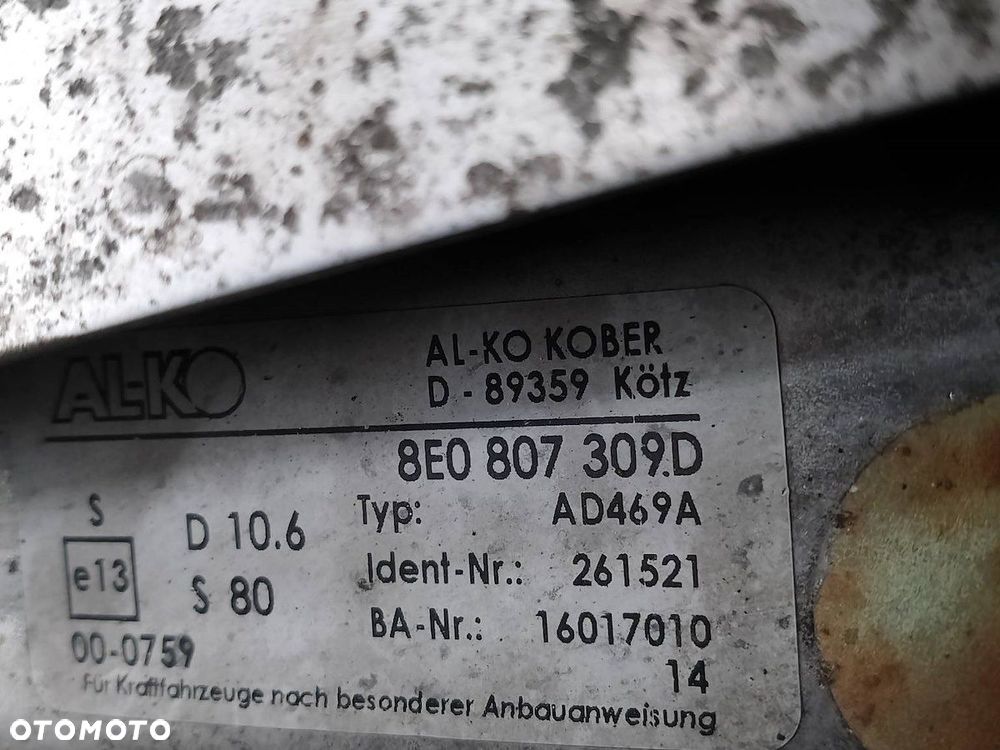 AL-KO
AL-KO KOBER
D - 89359 Kötz
8E0 807 309.D
Typ: AD469A
S
e13
D 10.6
S 80
Ident-Nr.: 261521
BA-Nr.: 16017010
00-0759
14
Für Kraftfahrzeuge nach besonderer Anbauanweisung
OTOMOTO